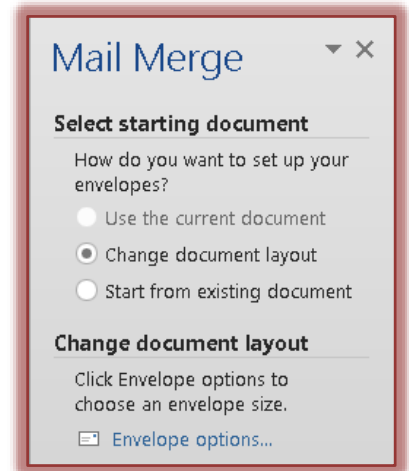 Mail Merge
Select starting document
How do you want to set up your
envelopes?
Use the current document
Change document layout
Start from existing document
Change document layout
Click Envelope options to
choose an envelope size.
Envelope options...